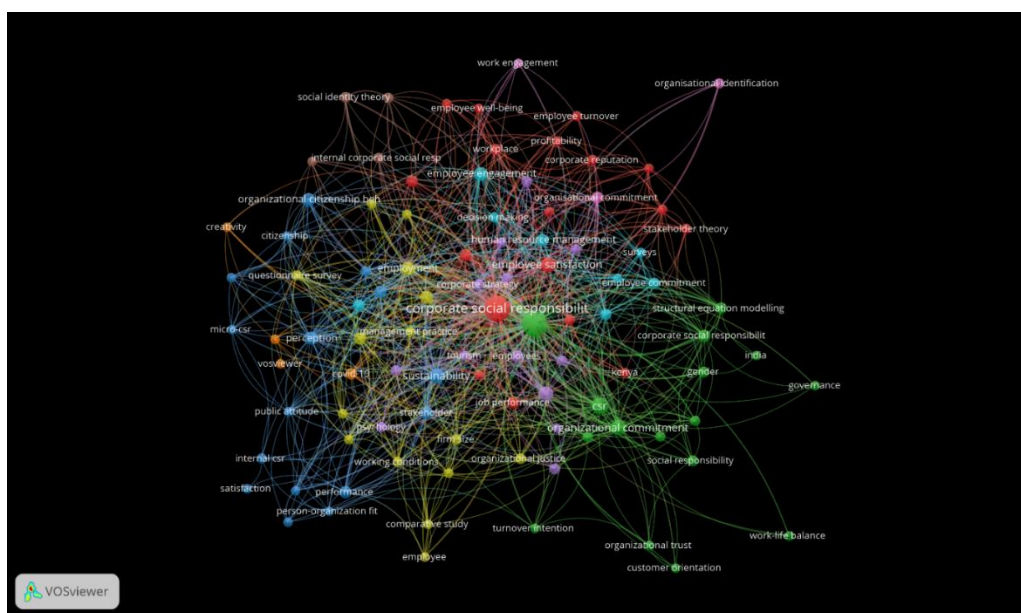 work engagement
organisational identification
social identity theory
employee well-being
employee turnover
profitability
workplace
internal corporate social resp
corporate reputation
employee engagement
organizational citizenship beh
organisational commitment
decision making
creativity
stakeholder theory
citizenship
human resource management
surveys
employee satisfaction
employment
questionnaire survey
corporate strategy
employee commitment
corporate social responsibilit
structural equation modelling
micro-csr
management practice
corporate social responsibilit
perception
tourism
employees
india
vosviewer
covid-19
sustainability
kenya
gender
governance
job performance
csr
public attitude
stakeholder
psychology
organizational commitment
firm size
internal csr
working conditions
organizational justice
social responsibility
satisfaction
performance
person-organization fit
comparative study
turnover intention
work-life balance
organizational trust
employee
customer orientation
VOSviewer